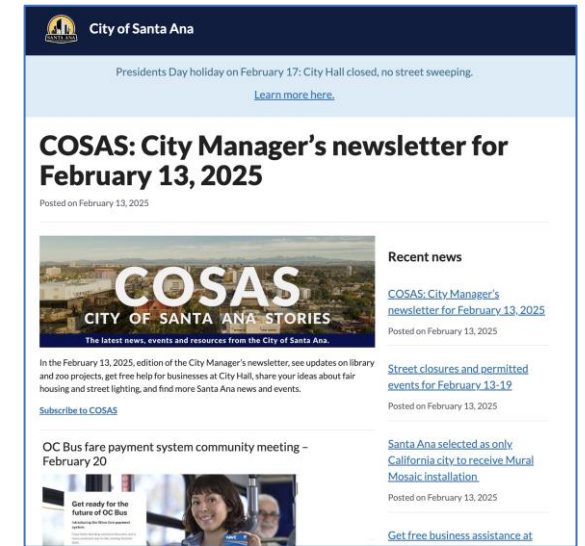 SANTA ANA
City of Santa Ana
Presidents Day holiday on February 17: City Hall closed, no street sweeping.
Learn more here.
COSAS: City Manager’s newsletter for
February 13, 2025
Posted on February 13, 2025
COSAS
CITY OF SANTA ANA STORIES
The latest news, events and resources from the City of Santa Ana.
In the February 13, 2025, edition of the City Manager’s newsletter, see updates on library
and zoo projects, get free help for businesses at City Hall, share your ideas about fair
housing and street lighting, and find more Santa Ana news and events.
Subscribe to COSAS
OC Bus fare payment system community meeting –
February 20
Get ready for the
future of OC Bus
Recent news
COSAS: City Manager’s
newsletter for February 13, 2025
Posted on February 13, 2025
Street closures and permitted
events for February 13-19
Posted on February 13, 2025
Santa Ana selected as only
California city to receive Mural
Mosaic installation
Posted on February 13, 2025
Get free business assistance at